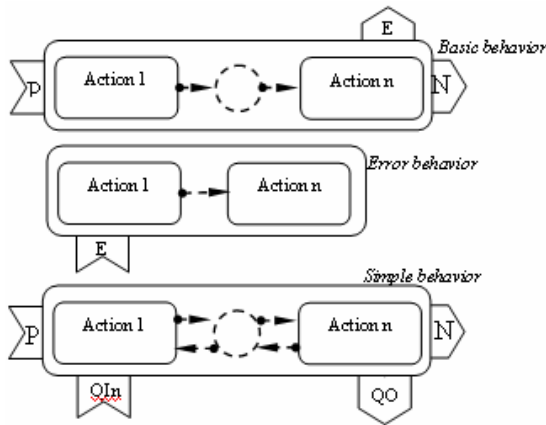 E
Basic behavior
P
Action 1
Action n
N
Error behavior
Action 1
Action n
E
Simple behavior
P
Action 1
Action n
N
QIn
QO